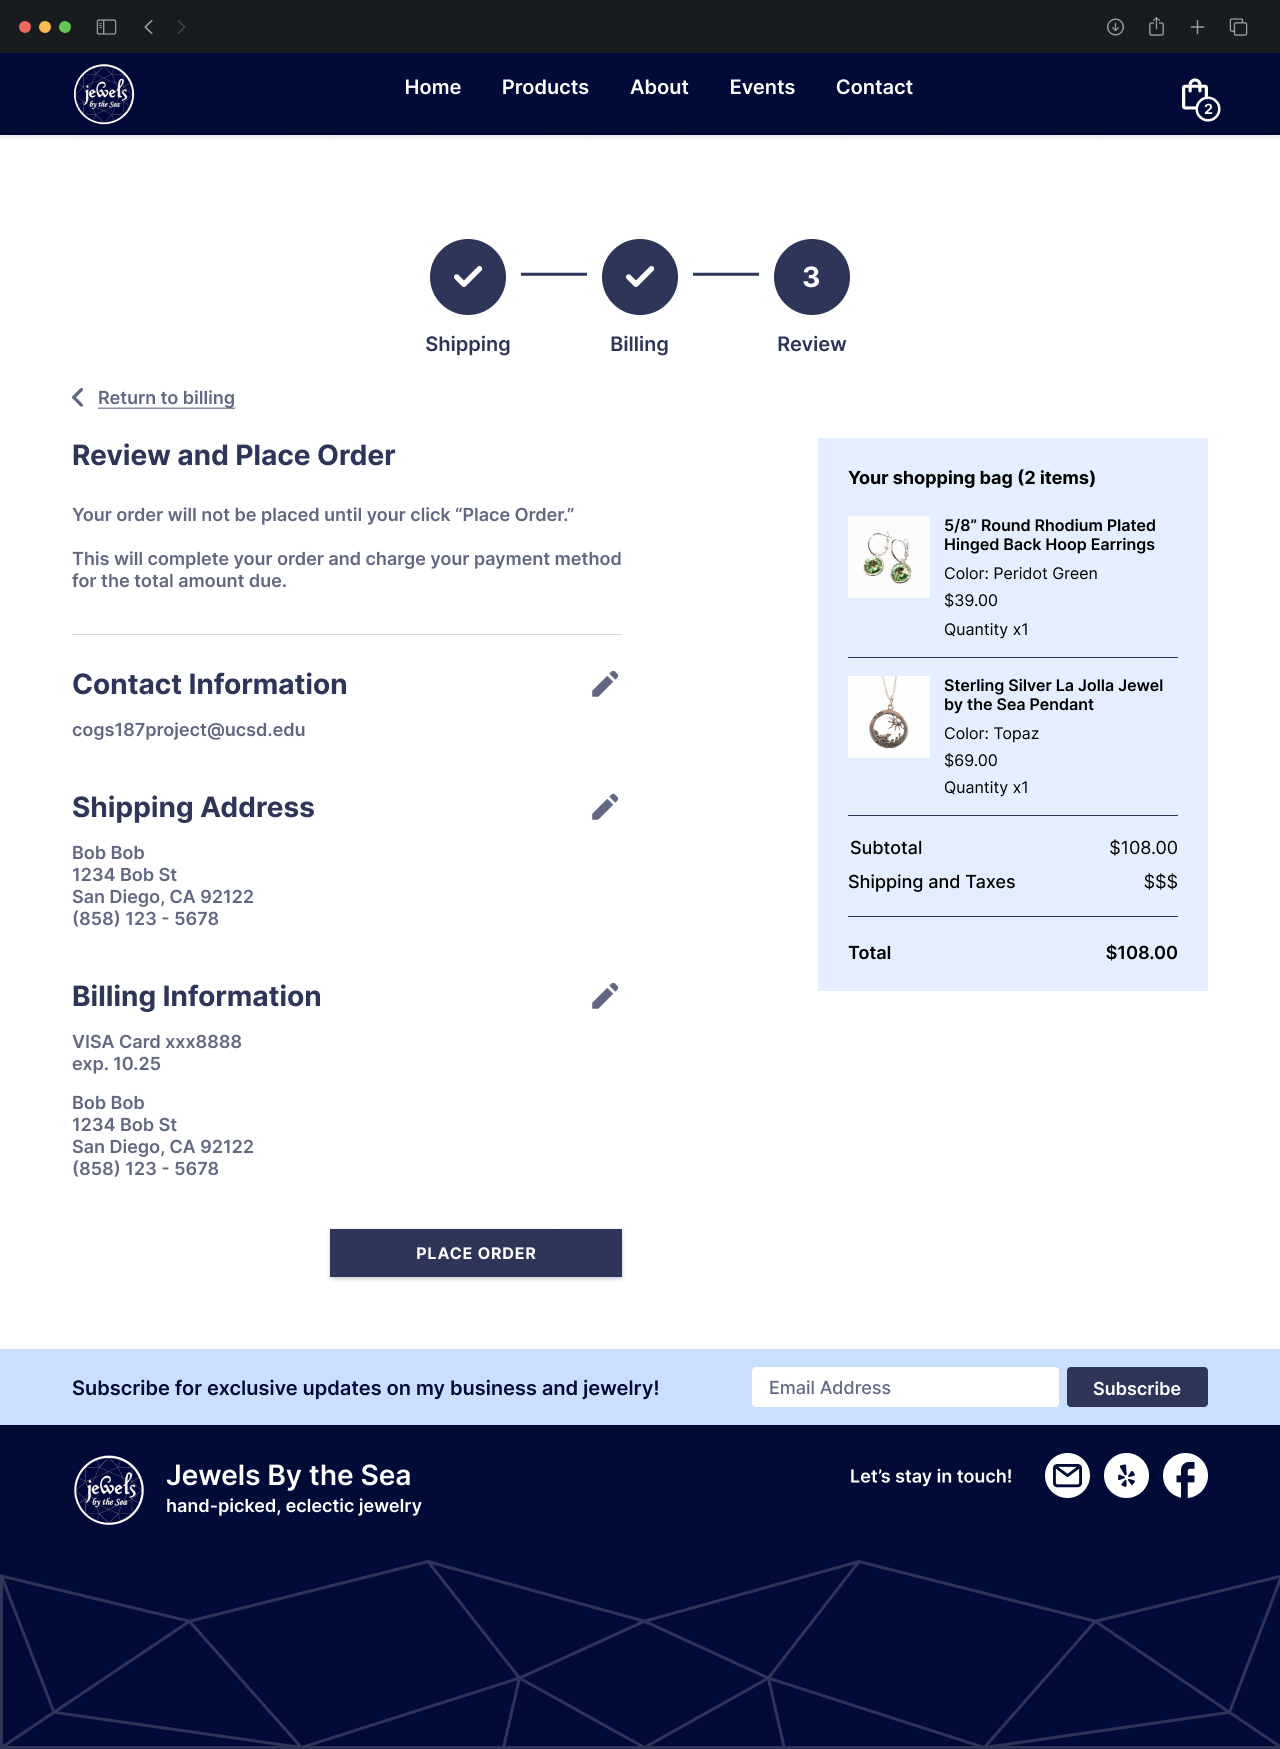 jewels
by the Sea
Home Products About Events Contact
2
3
Shipping Billing Review
Return to billing
Review and Place Order
Your order will not be placed until your click “Place Order.”
This will complete your order and charge your payment method
for the total amount due.
Contact Information
cogs187project@ucsd.edu
Shipping Address
Bob Bob
1234 Bob St
San Diego, CA 92122
(858) 123 - 5678
Billing Information
VISA Card xxx8888
exp. 10.25
Bob Bob
1234 Bob St
San Diego, CA 92122
(858) 123 - 5678
PLACE ORDER
Your shopping bag (2 items)
5/8” Round Rhodium Plated
Hinged Back Hoop Earrings
Color: Peridot Green
$39.00
Quantity x1
Sterling Silver La Jolla Jewel
by the Sea Pendant
Color: Topaz
$69.00
Quantity x1
Subtotal $108.00
Shipping and Taxes $$$
Total $108.00
Subscribe for exclusive updates on my business and jewelry!
Email Address
Subscribe
jewels
by the Sea
Jewels By the Sea
hand-picked, eclectic jewelry
Let’s stay in touch!